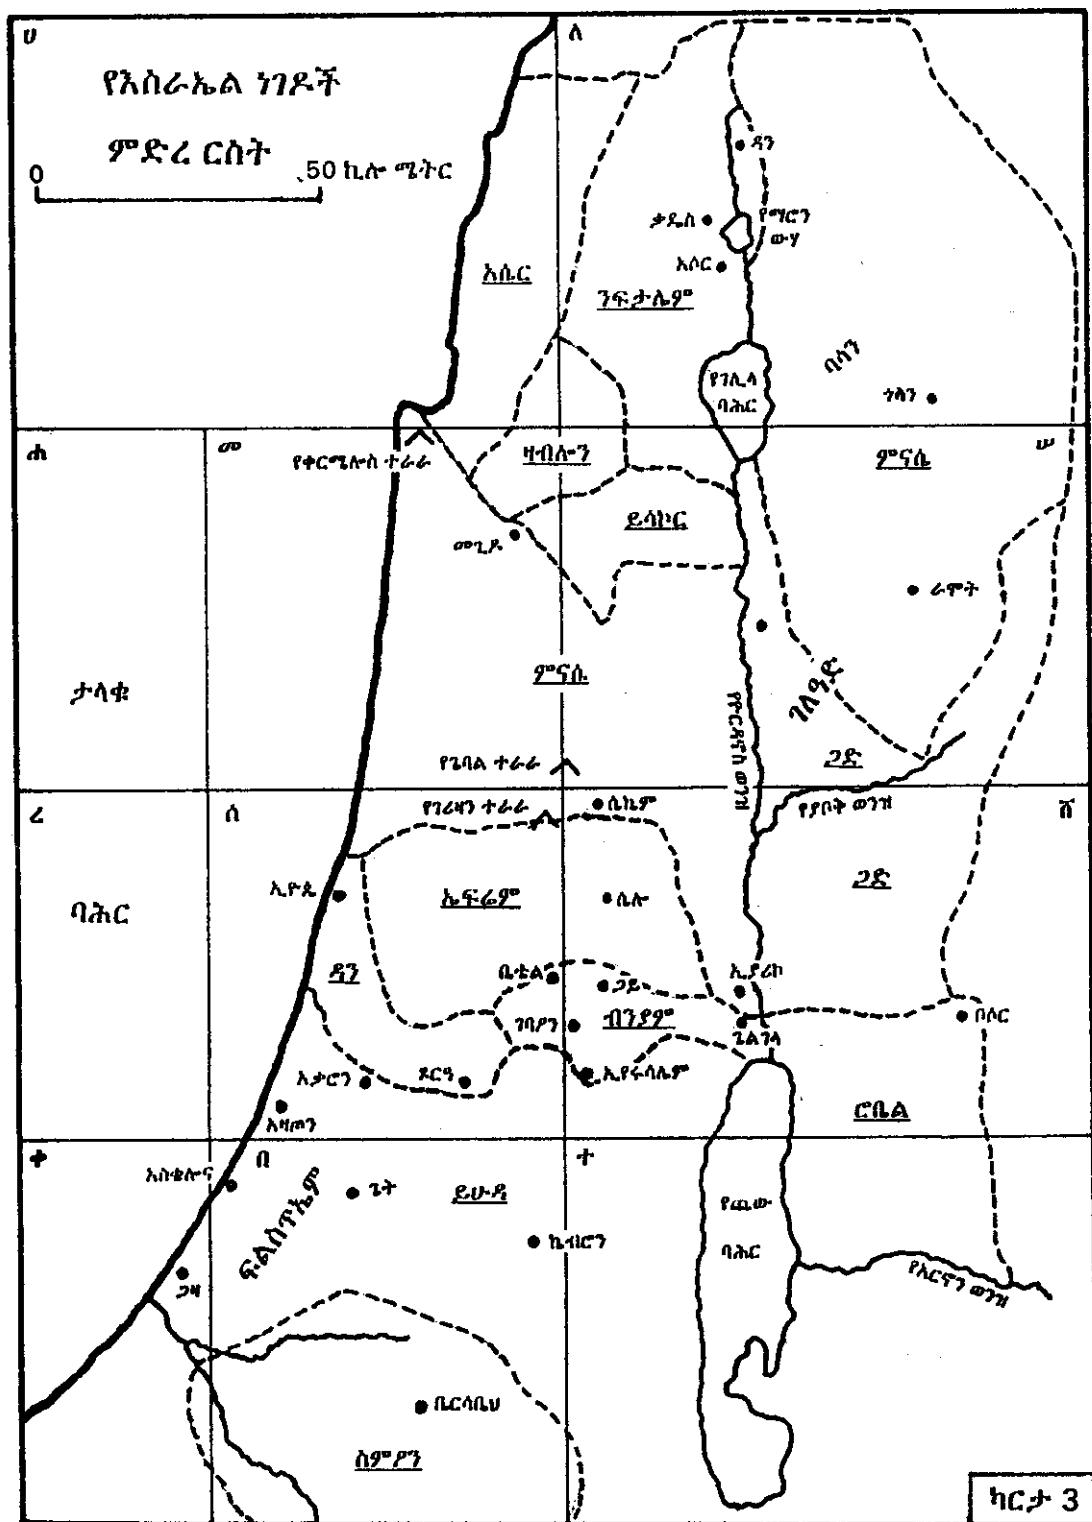 ሀ
ለ
የእስራኤል ነገዶች
ምድረ ርስት
0
50 ኪሎ ሜትር
ዳን
ቃዴስ
የማሮን
ውሃ
አሶር
አሴር
ንፍታሌም
ባሳን
የገሊላ
ባሕር
ጎላን
ሐ
መ
ሠ
የቀርሜሎስ ተራራ
ዛብሎን
ምናሴ
ይሳኮር
መጊዶ
ራሞት
ታላቁ
ምናሴ
ገለዓድ
የዮርዳኖስ ወንዝ
ጋድ
የጌባል ተራራ
ረ
ሰ
ሸ
የገሪዛን ተራራ
ሴኬም
የያቦቅ ወንዝ
ጋድ
ኢዮጴ
ኤፍሬም
ሴሎ
ባሕር
ዳን
ቤቴል
ጋይ
ኢያሪኮ
ገባዖን
ብንያም
ጌልገላ
ቦሶር
አቃሮን
ጾርዓ
ኢየሩሳሌም
አዛጦን
ሮቤል
ቀ
በ
ተ
አስቀሎና
ጌት
ይሁዳ
የጨው
ፍልስጥኤም
ኬብሮን
ባሕር
ጋዛ
የአርኖን ወንዝ
ቤርሳቤህ
ስምዖን
ካርታ 3